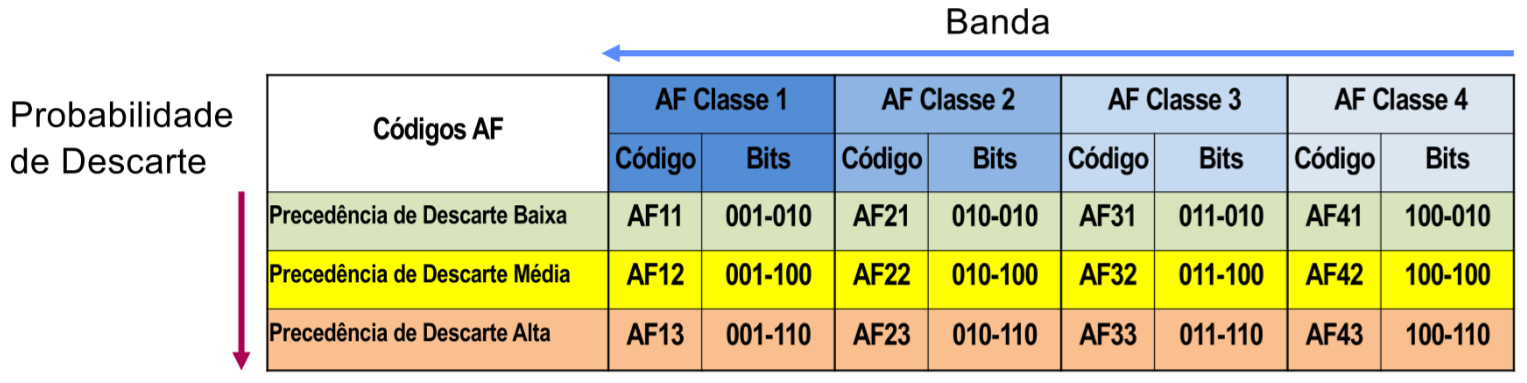 Banda
Probabilidade
de Descarte
Códigos AF AF Classe 1 AF Classe 2 AF Classe 3 AF Classe 4
Código Bits Código Bits Código Bits Código Bits
Precedência de Descarte Baixa AF11 001-010 AF21 010-010 AF31 011-010 AF41 100-010
Precedência de Descarte Média AF12 001-100 AF22 010-100 AF32 011-100 AF42 100-100
Precedência de Descarte Alta AF13 001-110 AF23 010-110 AF33 011-110 AF43 100-110